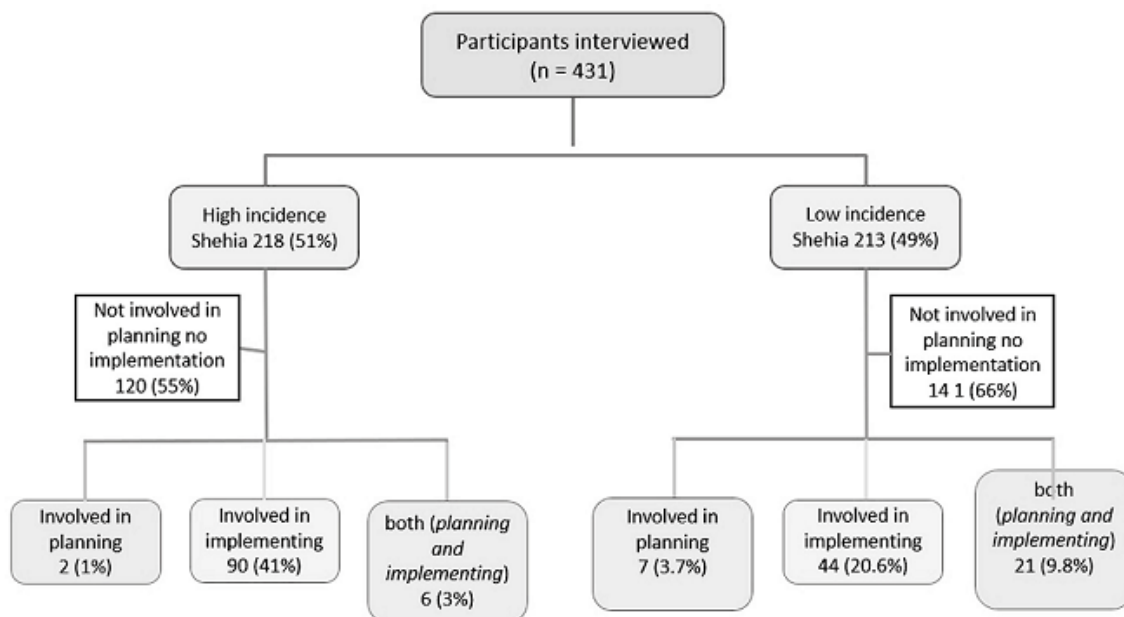 Participants interviewed
(n = 431)
High incidence
Shehia 218 (51%)
Low incidence
Shehia 213 (49%)
Not involved in
planning no
implementation
120 (55%)
Not involved in
planning no
implementation
14 1 (66%)
Involved in
planning
2 (1%)
Involved in
implementing
90 (41%)
both (planning
and
implementing)
6 (3%)
Involved in
planning
7 (3.7%)
Involved in
implementing
44 (20.6%)
both
(planning and
implementing)
21 (9.8%)